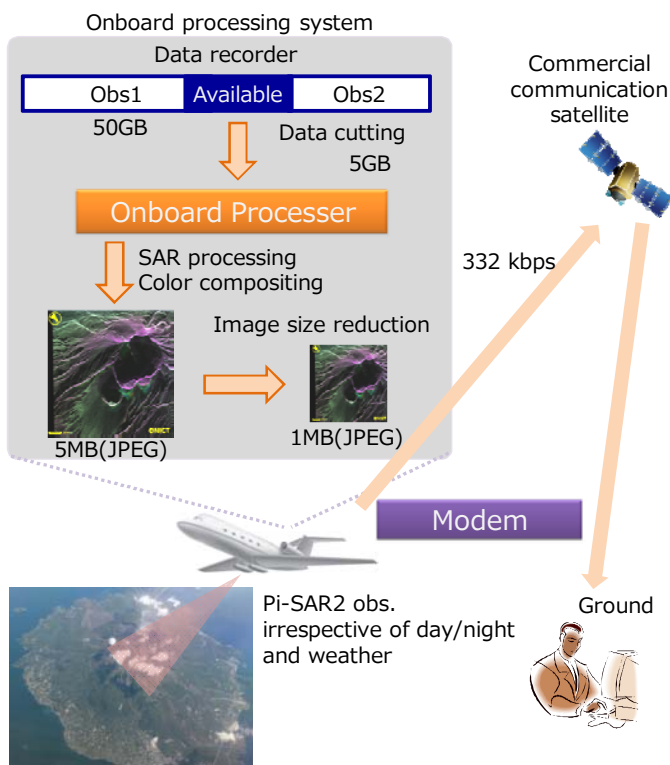 Onboard processing system
Data recorder
Obs1
Available
Obs2
50GB
Data cutting
5GB
Onboard Processer
SAR processing
Color compositing
Image size reduction
©NICT
5MB(JPEG)
1MB(JPEG)
Commercial
communication
satellite
332 kbps
Modem
Pi-SAR2 obs.
irrespective of day/night
and weather
Ground